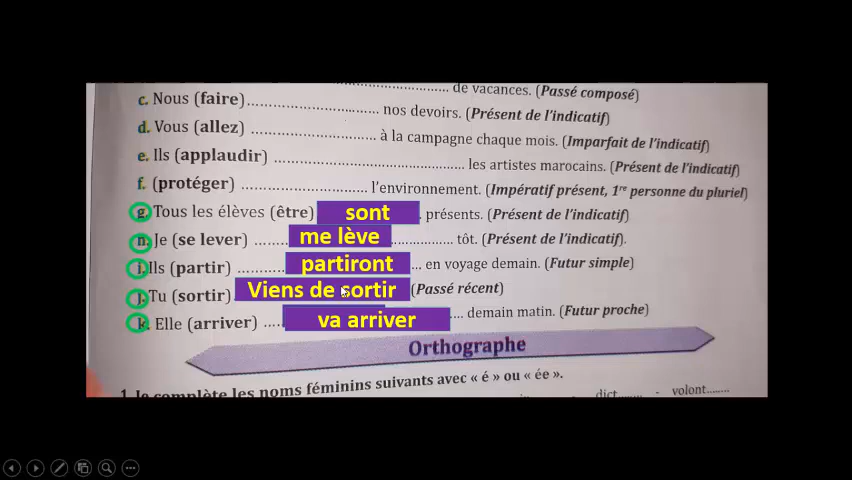 de vacances. (Passé composé)
c. Nous (faire)........................... nos devoirs. (Présent de l'indicatif)
d. Vous (allez) ......................... à la campagne chaque mois. (Imparfait de l'indicatif)
e. Ils (applaudir) ...................................... les artistes marocains. (Présent de l'indicatif)
f. (protéger) ......................... l'environnement. (Impératif présent, 1re personne du pluriel)
g. Tous les élèves (être) sont présents. (Présent de l'indicatif)
n. Je (se lever) ........ me lève ............... tôt. (Présent de l'indicatif).
i. Ils (partir) ........... partiront ... en voyage demain. (Futur simple)
j. Tu (sortir) Viens de sortir (Passé récent)
k. Elle (arriver) .... va arriver .... demain matin. (Futur proche)
Orthographe
1. Je complète les noms féminins suivants avec « é » ou « ée ».
dict....... - volont.......